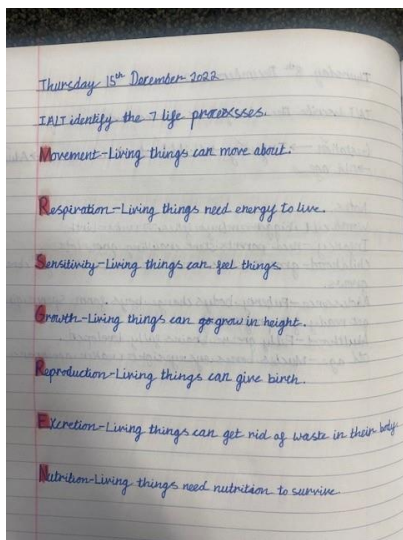 Thursday 15th December 2022
IALT identify the 7 life processses.
Movement-Living things can move about.
Respiration-Living things need energy to live.
Sensitivity-Living things can feel things.
Growth-Living things can go grow in height.
Reproduction-Living things can give birth.
Excretion-Living things can get rid of waste in their body.
Nutrition-Living things need nutrition to survive.